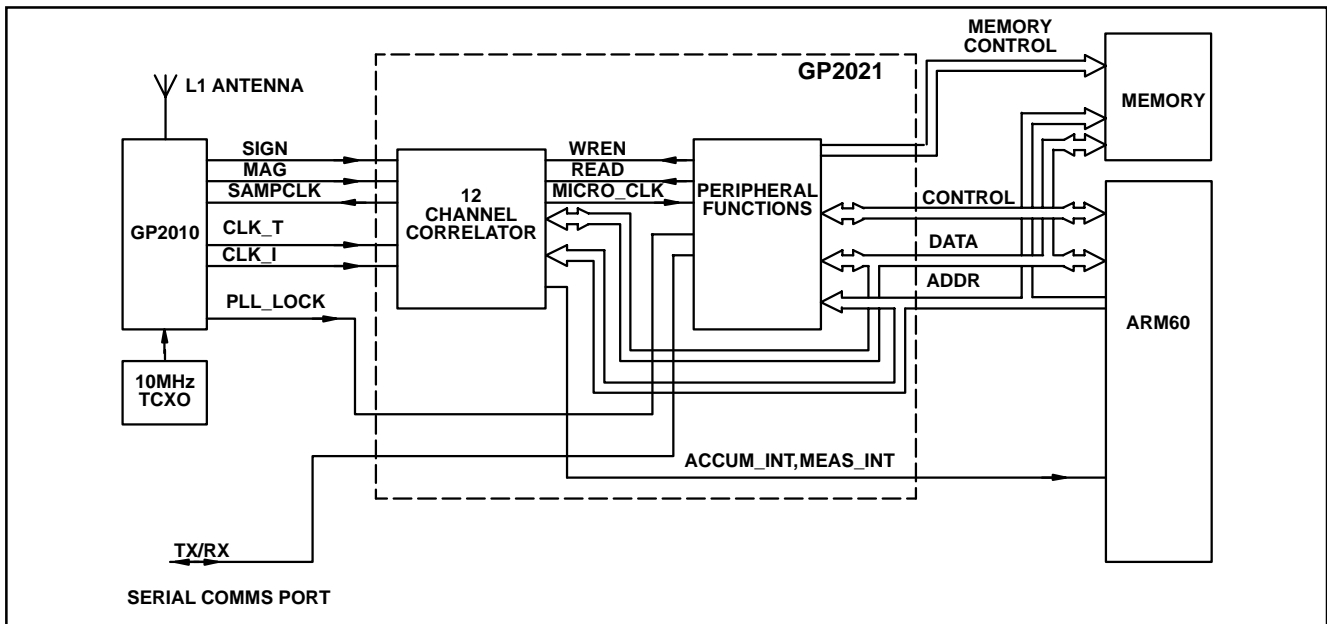 MEMORY
CONTROL
GP2021
L1 ANTENNA
MEMORY
SIGN
MAG
SAMPCLK
WREN
READ
MICRO_CLK
12
CHANNEL
CORRELATOR
PERIPHERAL
FUNCTIONS
CONTROL
GP2010
CLK_T
CLK_I
DATA
ADDR
PLL_LOCK
ARM60
10MHz
TCXO
ACCUM_INT,MEAS_INT
TX/RX
SERIAL COMMS PORT